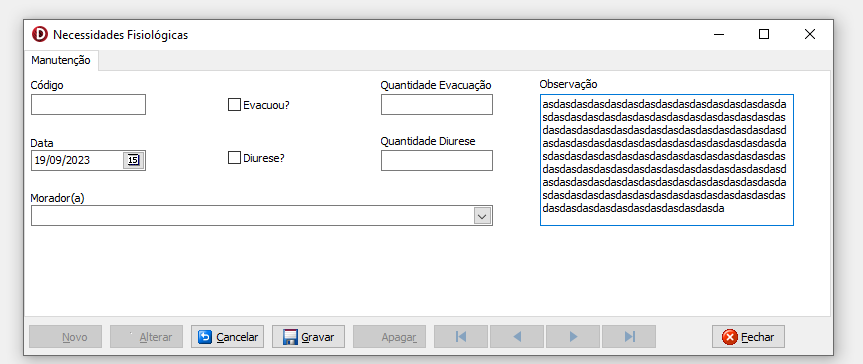 Necessidades Fisiológicas
Manutenção
Código
Evacuou?
Quantidade Evacuação
Observação
asdasdasdasdasdasdasdasdasdasdasdasdasda
sdasdasdasdasdasdasdasdasdasdasdasdasdas
dasdasdasdasdasdasdasdasdasdasdasdasdasd
asdasdasdasdasdasdasdasdasdasdasdasdasda
sdasdasdasdasdasdasdasdasdasdasdasdasdas
dasdasdasdasdasdasdasdasdasdasdasdasdasd
asdasdasdasdasdasdasdasdasdasdasdasdasda
sdasdasdasdasdasdasdasdasdasdasdasdasdas
dasdasdasdasdasdasdasdasdasda
Data
19/09/2023
15
Diurese?
Quantidade Diurese
Morador(a)
Novo
Alterar
Cancelar
Gravar
Apagar
Fechar